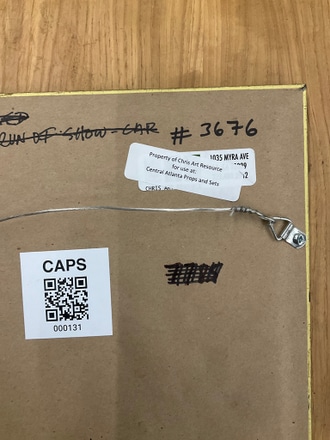 RUN OF SHOW CAR # 3676
Property of Chris Art Resource
for use at:
Central Atlanta Props and Sets
1035 MYRA AVE
CAPS
000131